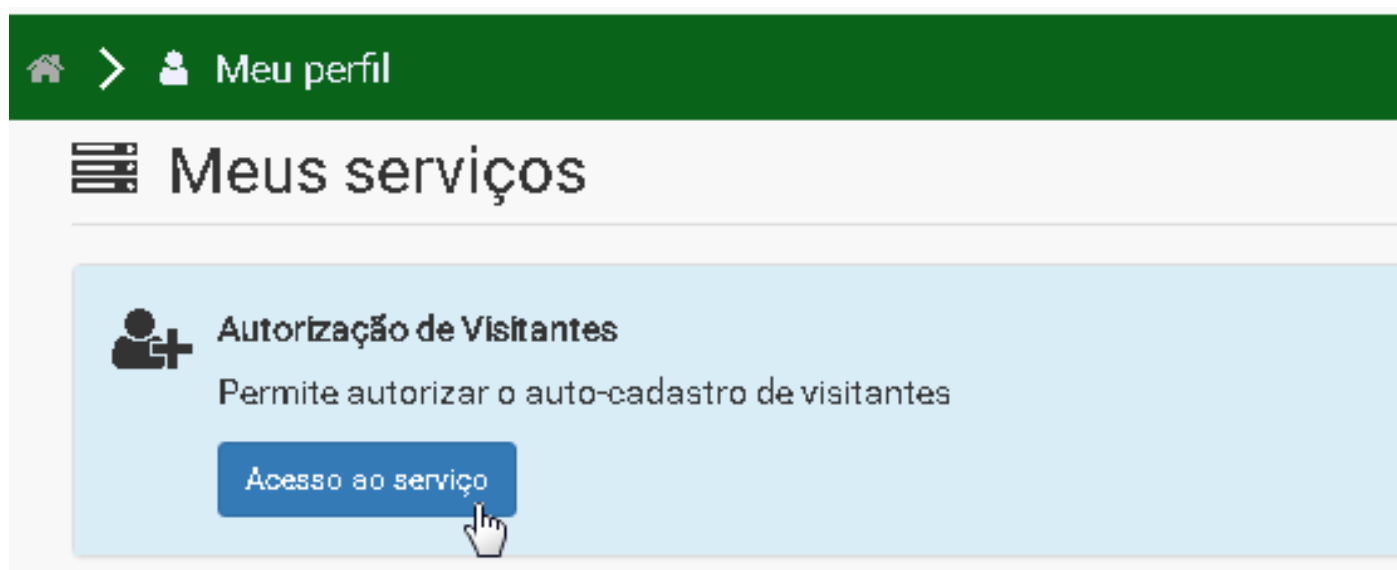 Meu perfil
Meus serviços
Autorização de Visitantes
Permite autorizar o auto-cadastro de visitantes
Acesso ao serviço